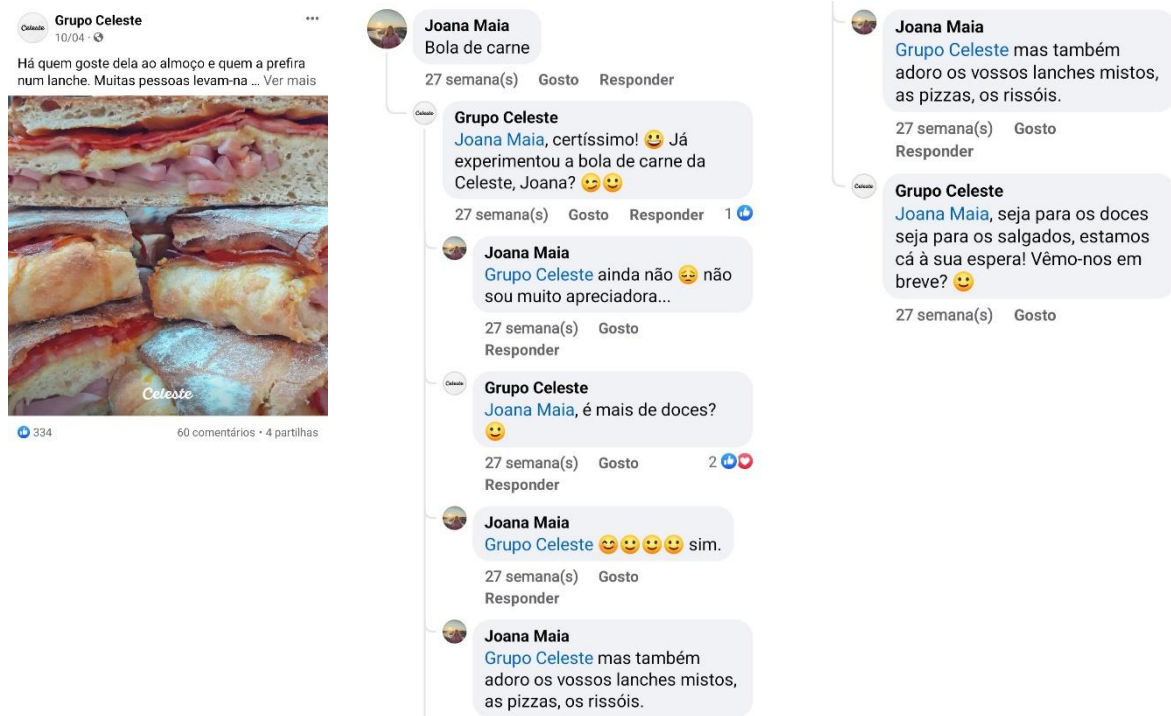 Celeste
Grupo Celeste
10/04 ·
Há quem goste dela ao almoço e quem a prefira
num lanche. Muitas pessoas levam-na ... Ver mais
Celeste
334
60 comentários • 4 partilhas
Joana Maia
Bola de carne
27 semana(s) Gosto Responder
Celeste
Grupo Celeste
Joana Maia, certíssimo! 😀 Já
experimentou a bola de carne da
Celeste, Joana? 😉🙂
27 semana(s) Gosto Responder 1
Joana Maia
Grupo Celeste ainda não 😔 não
sou muito apreciadora...
27 semana(s) Gosto
Responder
Celeste
Grupo Celeste
Joana Maia, é mais de doces?
🙂
27 semana(s) Gosto 2
Responder
Joana Maia
Grupo Celeste 😊🙂🙂🙂 sim.
27 semana(s) Gosto
Responder
Joana Maia
Grupo Celeste mas também
adoro os vossos lanches mistos,
as pizzas, os rissóis.
Joana Maia
Grupo Celeste mas também
adoro os vossos lanches mistos,
as pizzas, os rissóis.
27 semana(s) Gosto
Responder
Celeste
Grupo Celeste
Joana Maia, seja para os doces
seja para os salgados, estamos
cá à sua espera! Vêmo-nos em
breve? 🙂
27 semana(s) Gosto